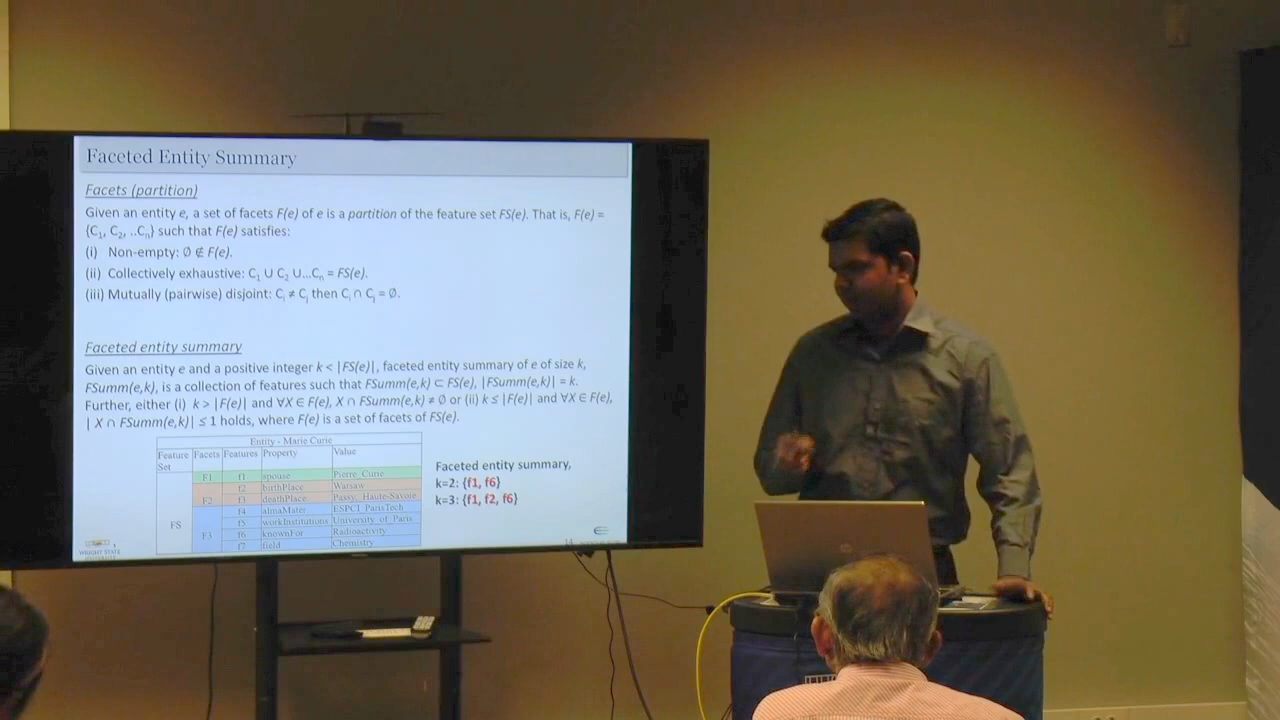 Faceted Entity Summary
Facets (partition)
Given an entity e, a set of facets F(e) of e is a partition of the feature set FS(e). That is, F(e) =
{C1, C2, ..Cn} such that F(e) satisfies:
(i) Non-empty: ∅ ∉ F(e).
(ii) Collectively exhaustive: C1 ∪ C2 ∪...Cn = FS(e).
(iii) Mutually (pairwise) disjoint: Ci ≠ Cj then Ci ∩ Cj = ∅.
Faceted entity summary
Given an entity e and a positive integer k < |FS(e)|, faceted entity summary of e of size k,
FSumm(e,k), is a collection of features such that FSumm(e,k) ⊂ FS(e), |FSumm(e,k)| = k.
Further, either (i) k > |F(e)| and ∀X ∈ F(e), X ∩ FSumm(e,k) ≠ ∅ or (ii) k ≤ |F(e)| and ∀X ∈ F(e),
| X ∩ FSumm(e,k)| ≤ 1 holds, where F(e) is a set of facets of FS(e).
Entity - Marie Curie
Feature Set Facets Features Property Value
F1 f1 spouse Pierre_Curie
f2 birthPlace Warsaw
F2 f3 deathPlace Passy,_Haute-Savoie
f4 almaMater ESPCI_ParisTech
FS f5 workInstitutions University_of_Paris
F3 f6 knownFor Radioactivity
f7 field Chemistry
Faceted entity summary,
k=2: {f1, f6}
k=3: {f1, f2, f6}
WRIGHT STATE
UNIVERSITY
14
hp